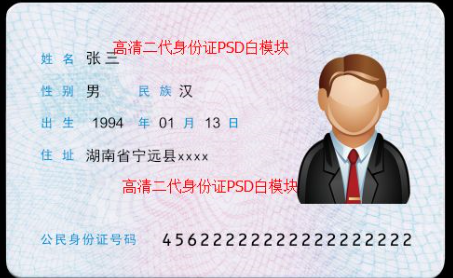 高清二代身份证PSD白模块
姓 名 张 三
性 别 男 民 族 汉
出 生 1994 年 01 月 13 日
住 址 湖南省宁远县xxxx
高清二代身份证PSD白模块
公民身份证号码 456222222222222222222